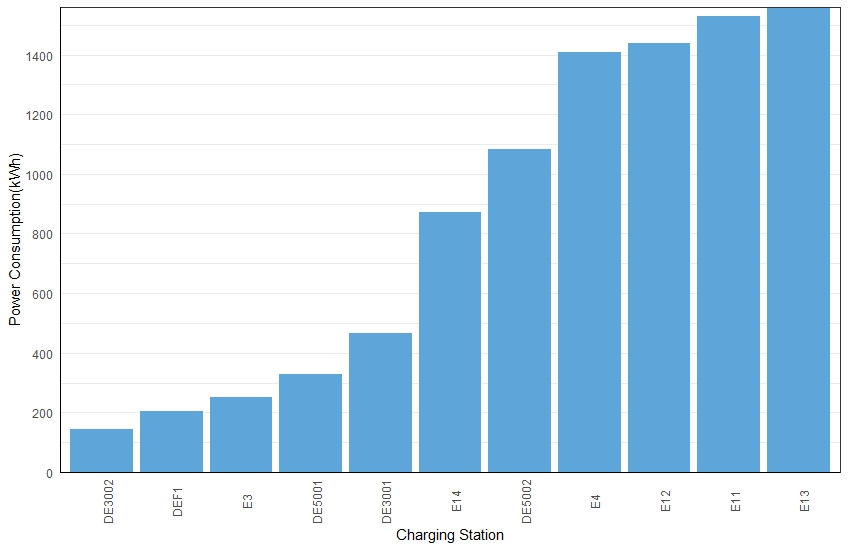 Power Consumption(kWh)
1400
1200
1000
800
600
400
200
0
DE3002
DEF1
E3
DE5001
DE3001
E14
DE5002
E4
E12
E11
E13
Charging Station